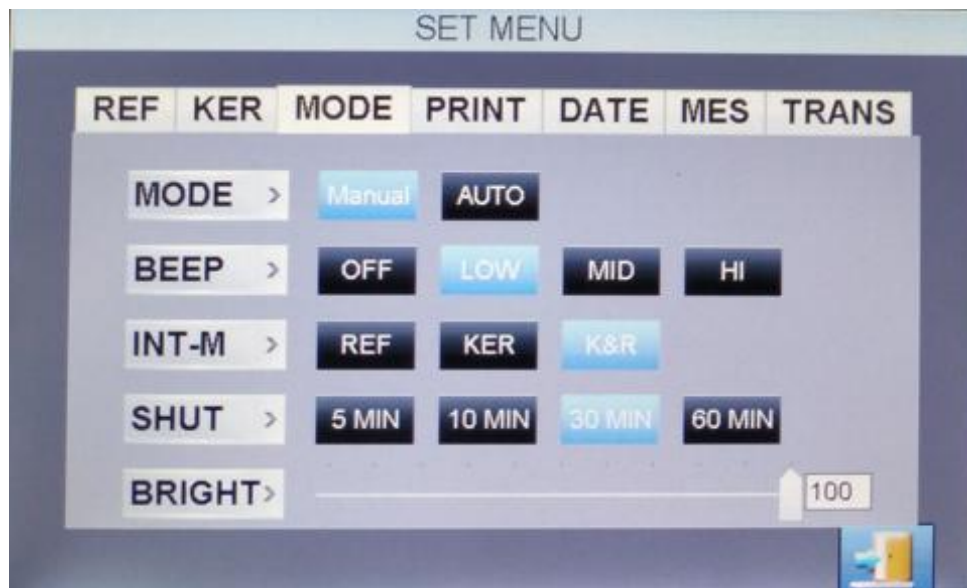 SET MENU
REF KER MODE PRINT DATE MES TRANS
MODE > Manual AUTO
BEEP > OFF LOW MID HI
INT-M > REF KER K&R
SHUT > 5 MIN 10 MIN 30 MIN 60 MIN
BRIGHT> 100